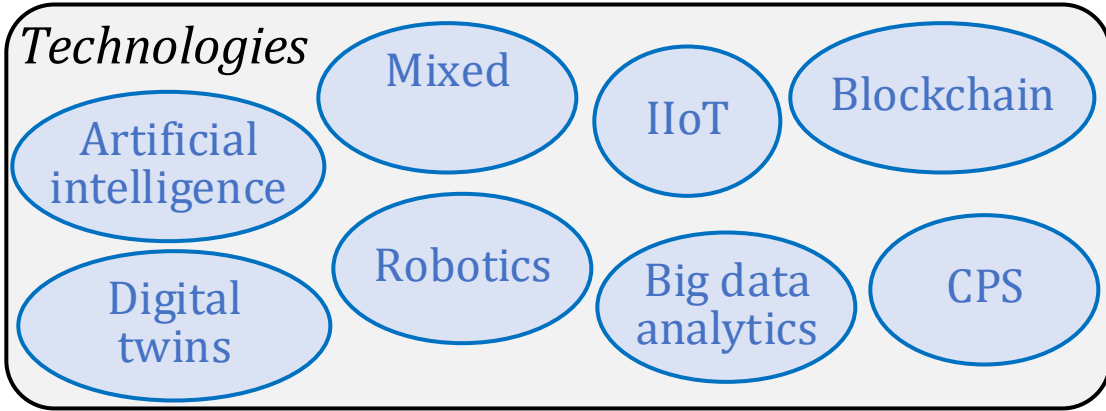 Technologies
Mixed
IIoT
Blockchain
Artificial
intelligence
Robotics
Big data
analytics
CPS
Digital
twins